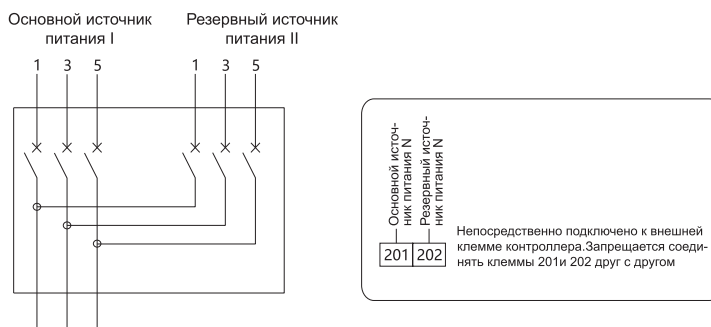 Основной источник
питания I
Резервный источник
питания II
1 3 5
1 3 5
Основной источ-
ник питания N
Резервный источ-
ник питания N
201 202
Непосредственно подключено к внешней
клемме контроллера.Запрещается соеди-
нять клеммы 201и 202 друг с другом